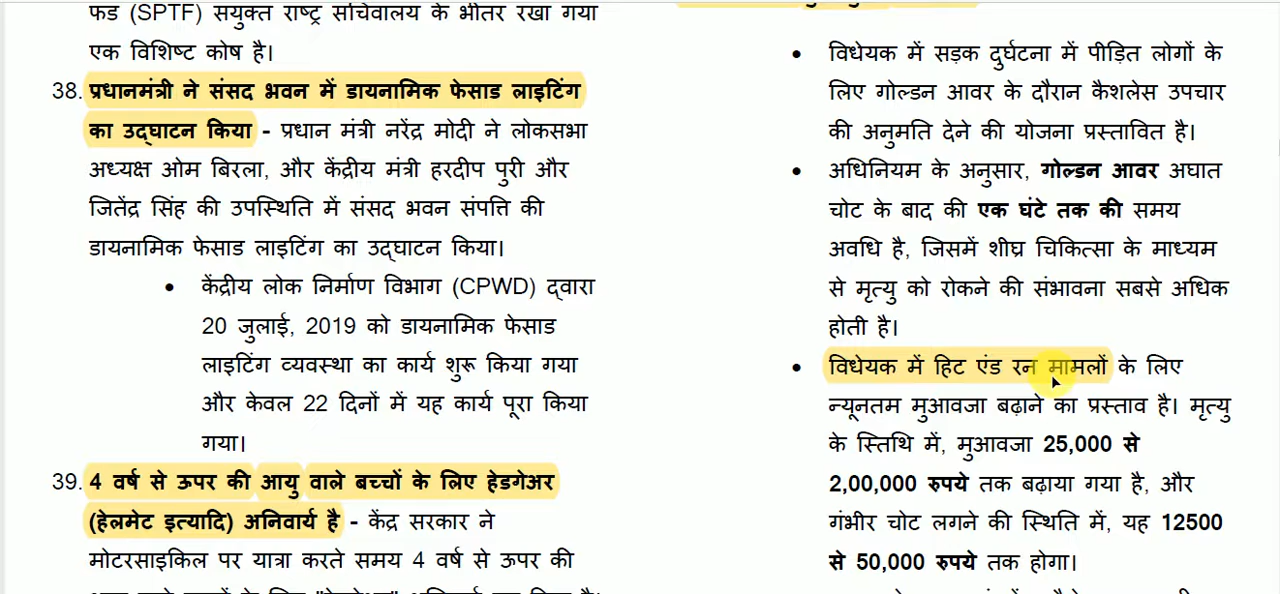 फंड (SPTF) संयुक्त राष्ट्र सचिवालय के भीतर रखा गया
एक विशिष्ट कोष है।
38. प्रधानमंत्री ने संसद भवन में डायनामिक फेसाड लाइटिंग
का उद्घाटन किया - प्रधान मंत्री नरेंद्र मोदी ने लोकसभा
अध्यक्ष ओम बिरला, और केंद्रीय मंत्री हरदीप पुरी और
जितेंद्र सिंह की उपस्थिति में संसद भवन संपत्ति की
डायनामिक फेसाड लाइटिंग का उद्घाटन किया।
• केंद्रीय लोक निर्माण विभाग (CPWD) द्वारा
20 जुलाई, 2019 को डायनामिक फेसाड
लाइटिंग व्यवस्था का कार्य शुरू किया गया
और केवल 22 दिनों में यह कार्य पूरा किया
गया।
39. 4 वर्ष से ऊपर की आयु वाले बच्चों के लिए हेडगेअर
(हेलमेट इत्यादि) अनिवार्य है - केंद्र सरकार ने
मोटरसाइकिल पर यात्रा करते समय 4 वर्ष से ऊपर की
• विधेयक में सड़क दुर्घटना में पीड़ित लोगों के
लिए गोल्डन आवर के दौरान कैशलेस उपचार
की अनुमति देने की योजना प्रस्तावित है।
• अधिनियम के अनुसार, गोल्डन आवर अघात
चोट के बाद की एक घंटे तक की समय
अवधि है, जिसमें शीघ्र चिकित्सा के माध्यम
से मृत्यु को रोकने की संभावना सबसे अधिक
होती है।
• विधेयक में हिट एंड रन मामलों के लिए
न्यूनतम मुआवजा बढ़ाने का प्रस्ताव है। मृत्यु
के स्तिथि में, मुआवजा 25,000 से
2,00,000 रुपये तक बढ़ाया गया है, और
गंभीर चोट लगने की स्थिति में, यह 12500
से 50,000 रुपये तक होगा।